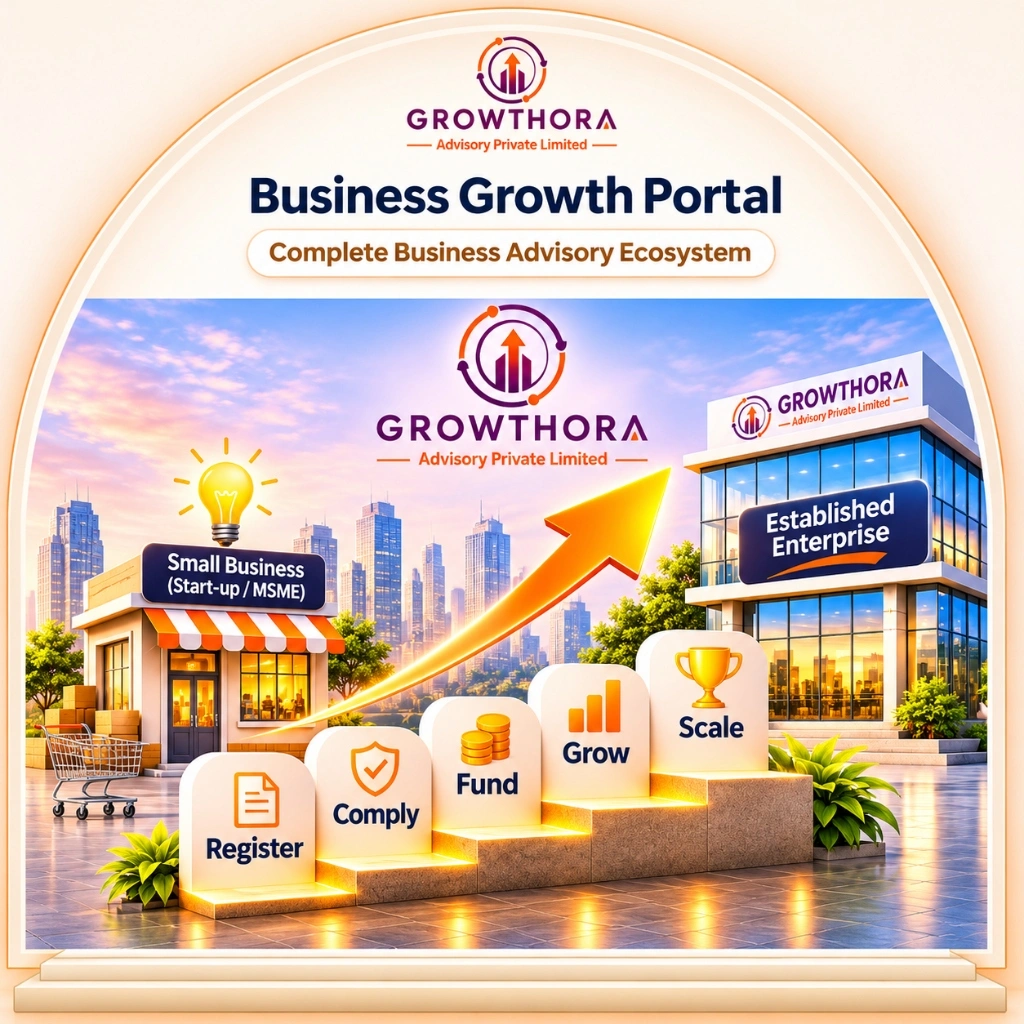 GROWTHORA
Advisory Private Limited
Business Growth Portal
Complete Business Advisory Ecosystem
GROWTHORA
Advisory Private Limited
GROWTHORA
Advisory Private Limited
Small Business
(Start-up / MSME)
Established
Enterprise
Register
Comply
Fund
Grow
Scale